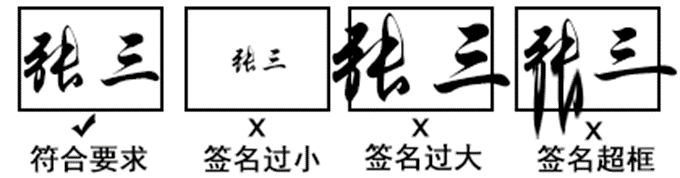 张三 张三 张三 张三
✓ x x x
符合要求 签名过小 签名过大 签名超框